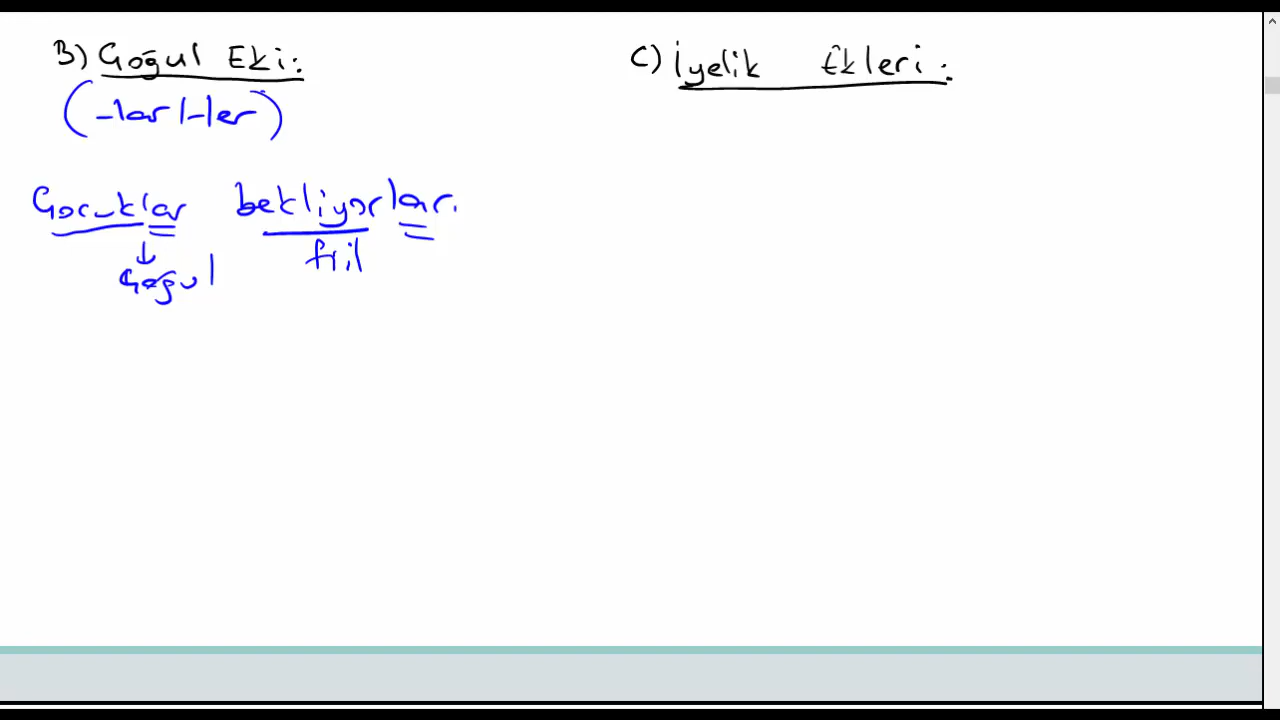 B) Çoğul Eki:
(-lar/-ler)
Çocuklar bekliyorlar.
fiil
Çoğul
C) İyelik Ekleri: